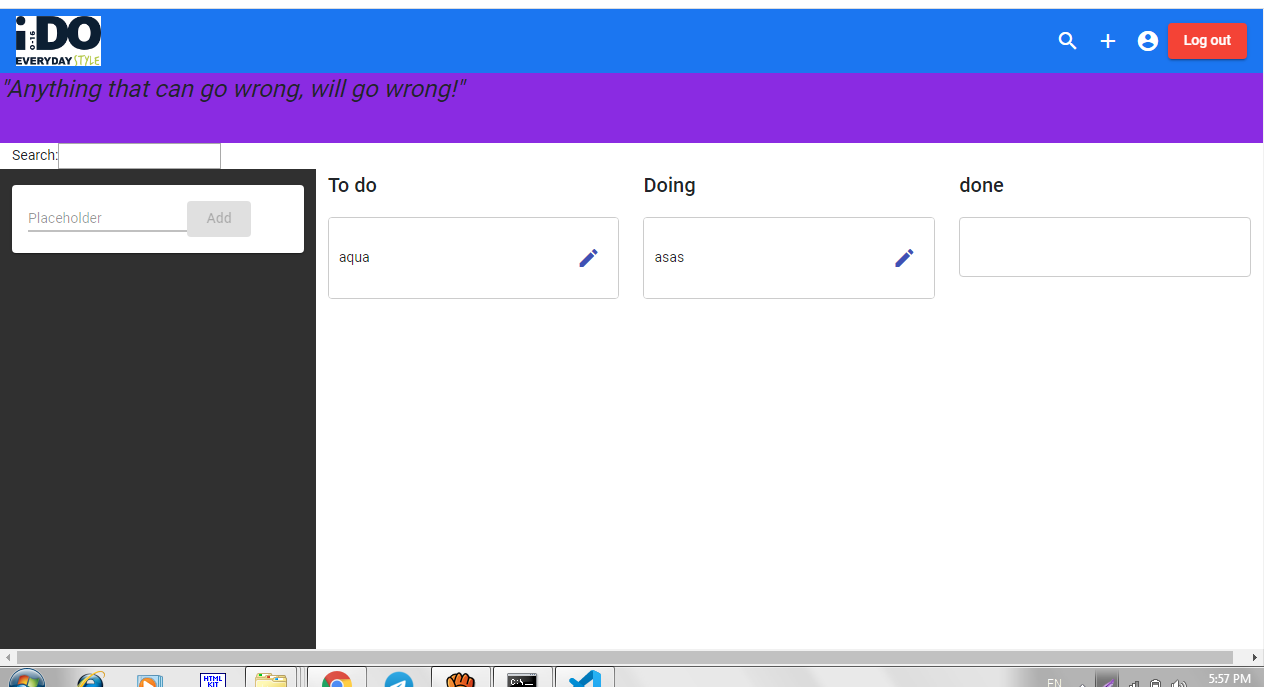 iDO
0-16
EVERYDAY STYLE
Log out
"Anything that can go wrong, will go wrong!"
Search:
To do
Doing
done
Placeholder
Add
aqua
asas
HTML
KIT
C:\_
EN
5:57 PM